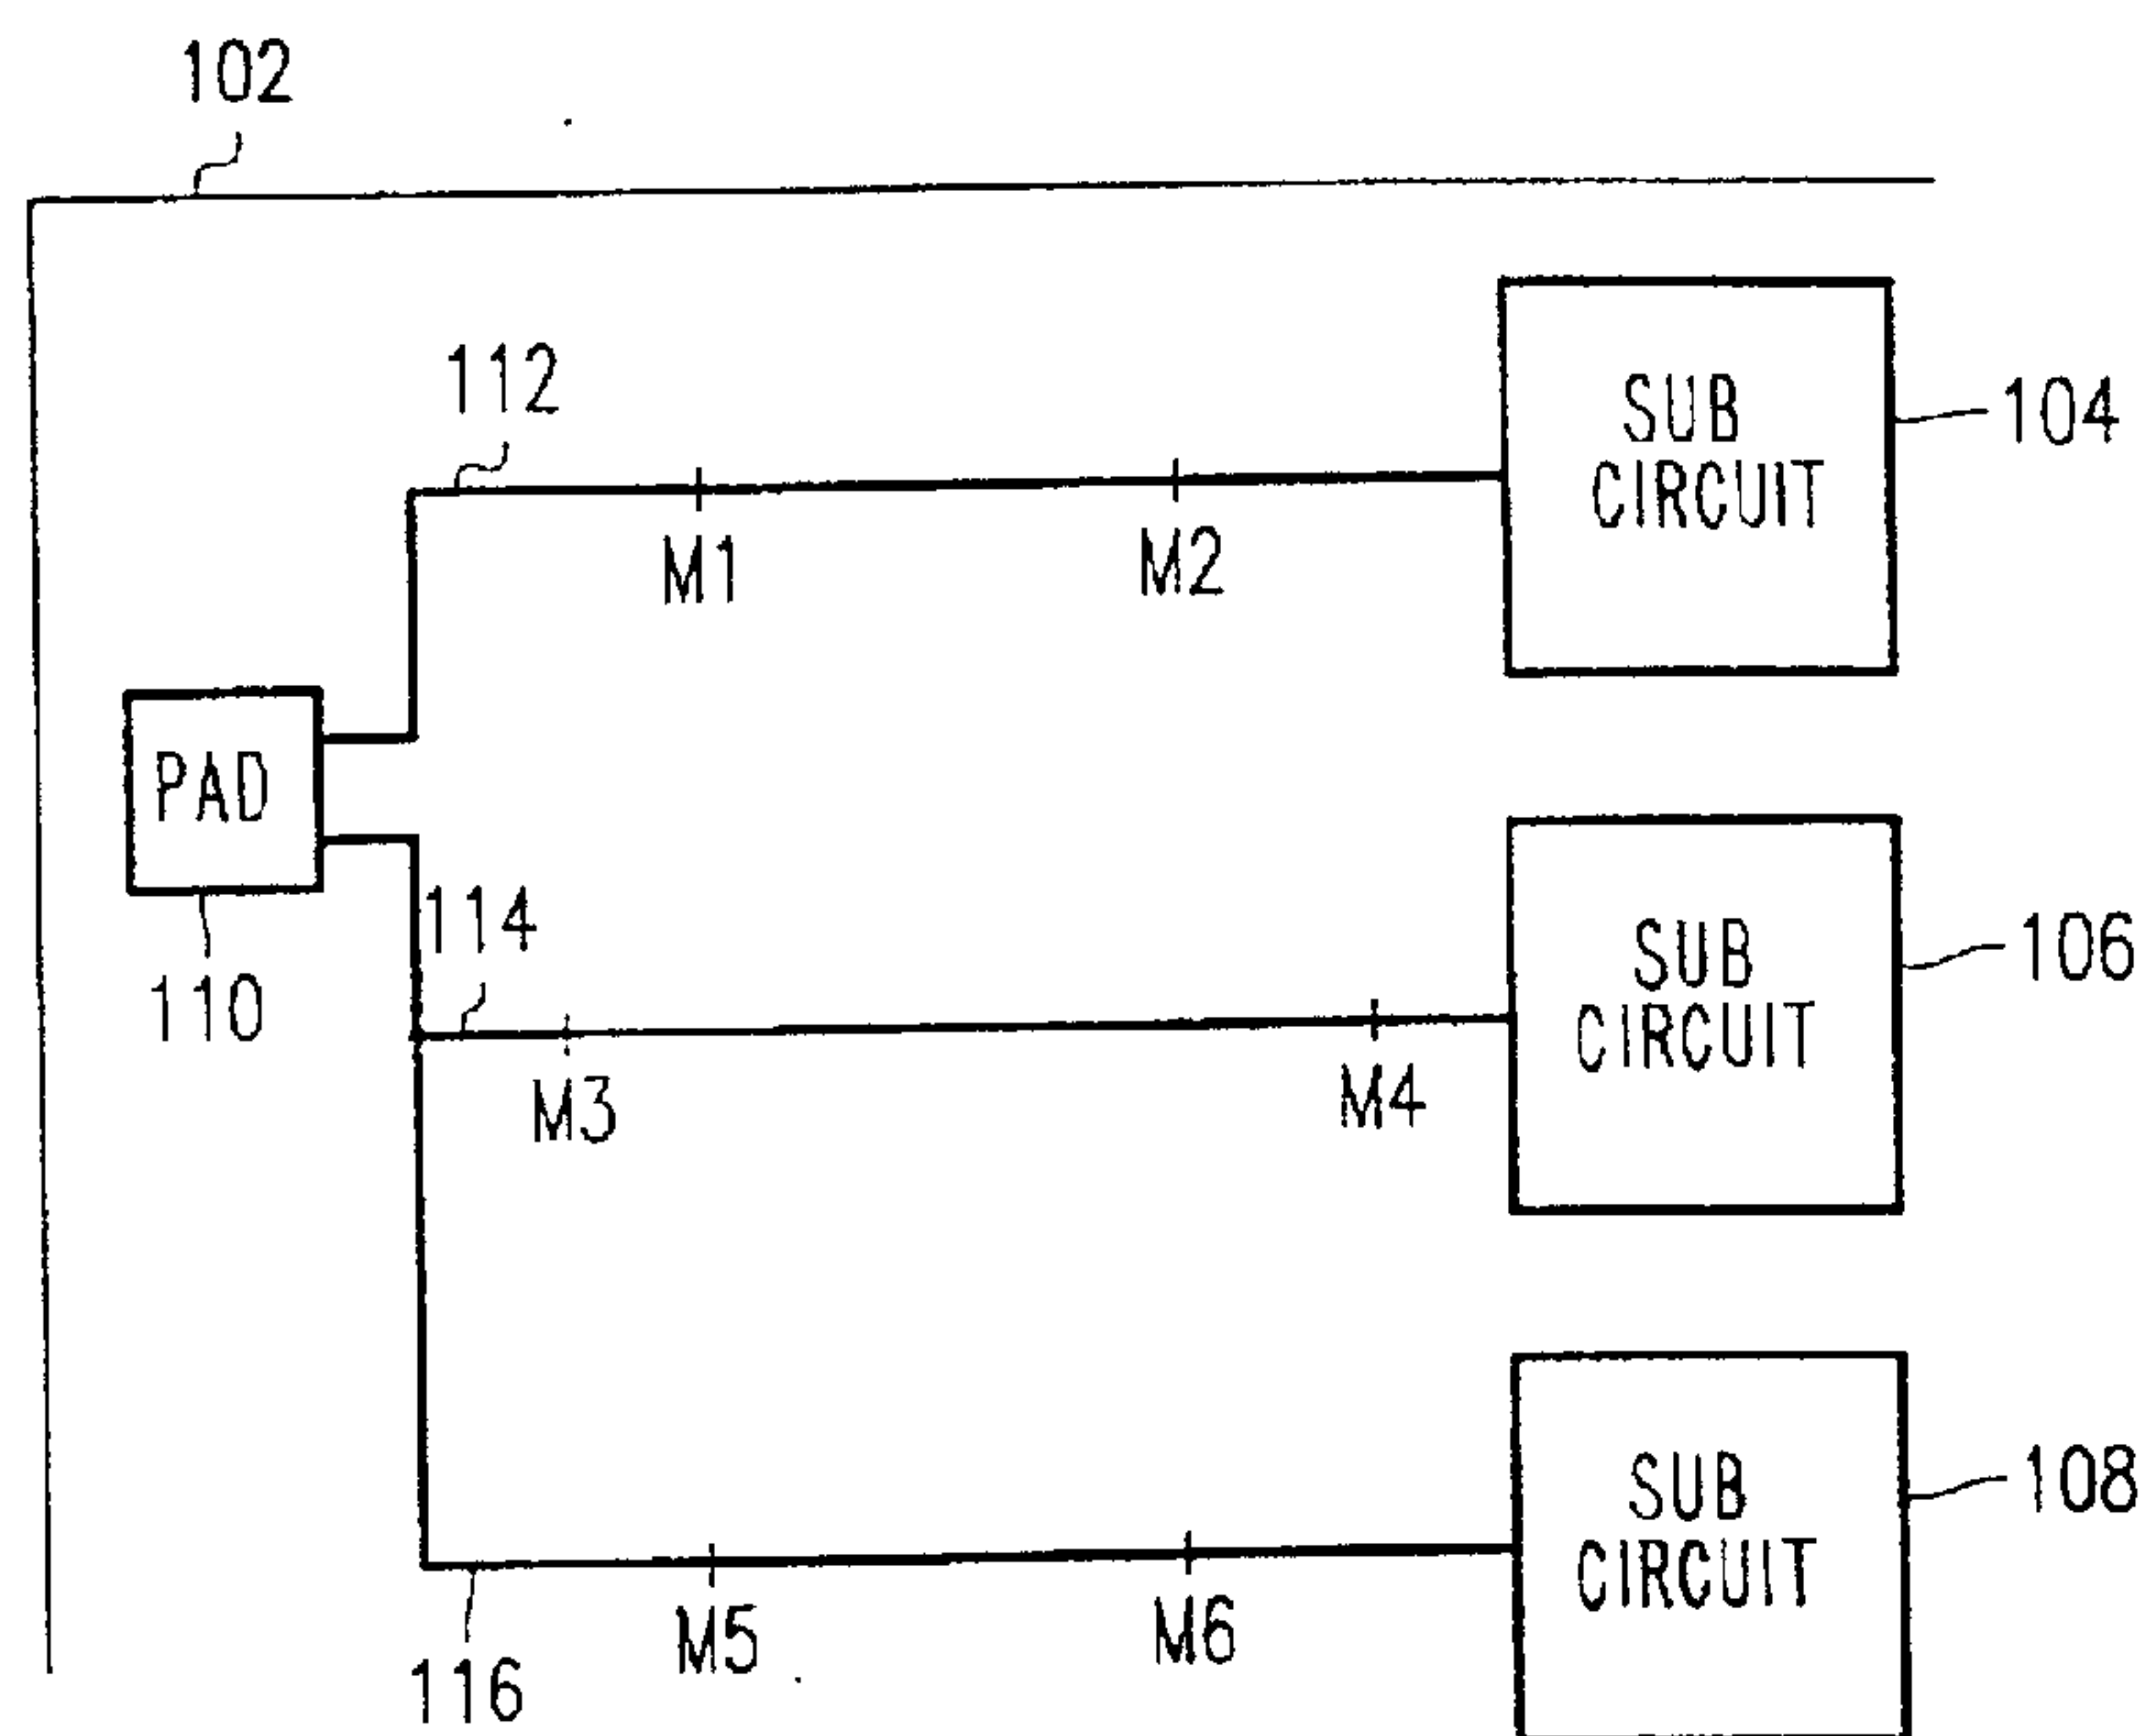 102
112
SUB
CIRCUIT
104
M1
M2
PAD
110
114
SUB
CIRCUIT
106
M3
M4
SUB
CIRCUIT
108
M5
M6
116